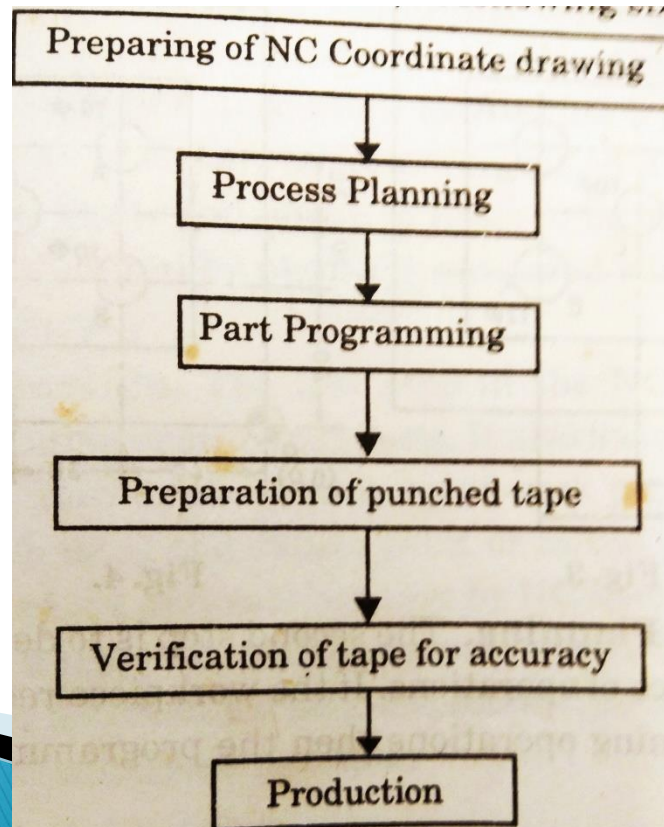 Preparing of NC Coordinate drawing
Process Planning
Part Programming
Preparation of punched tape
Verification of tape for accuracy
Production